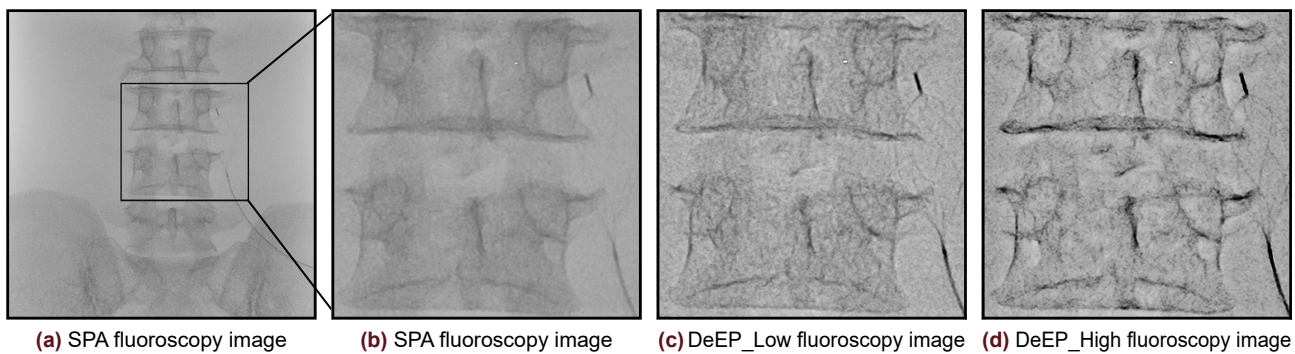 (a) SPA fluoroscopy image
(b) SPA fluoroscopy image
(c) DeEP_Low fluoroscopy image
(d) DeEP_High fluoroscopy image